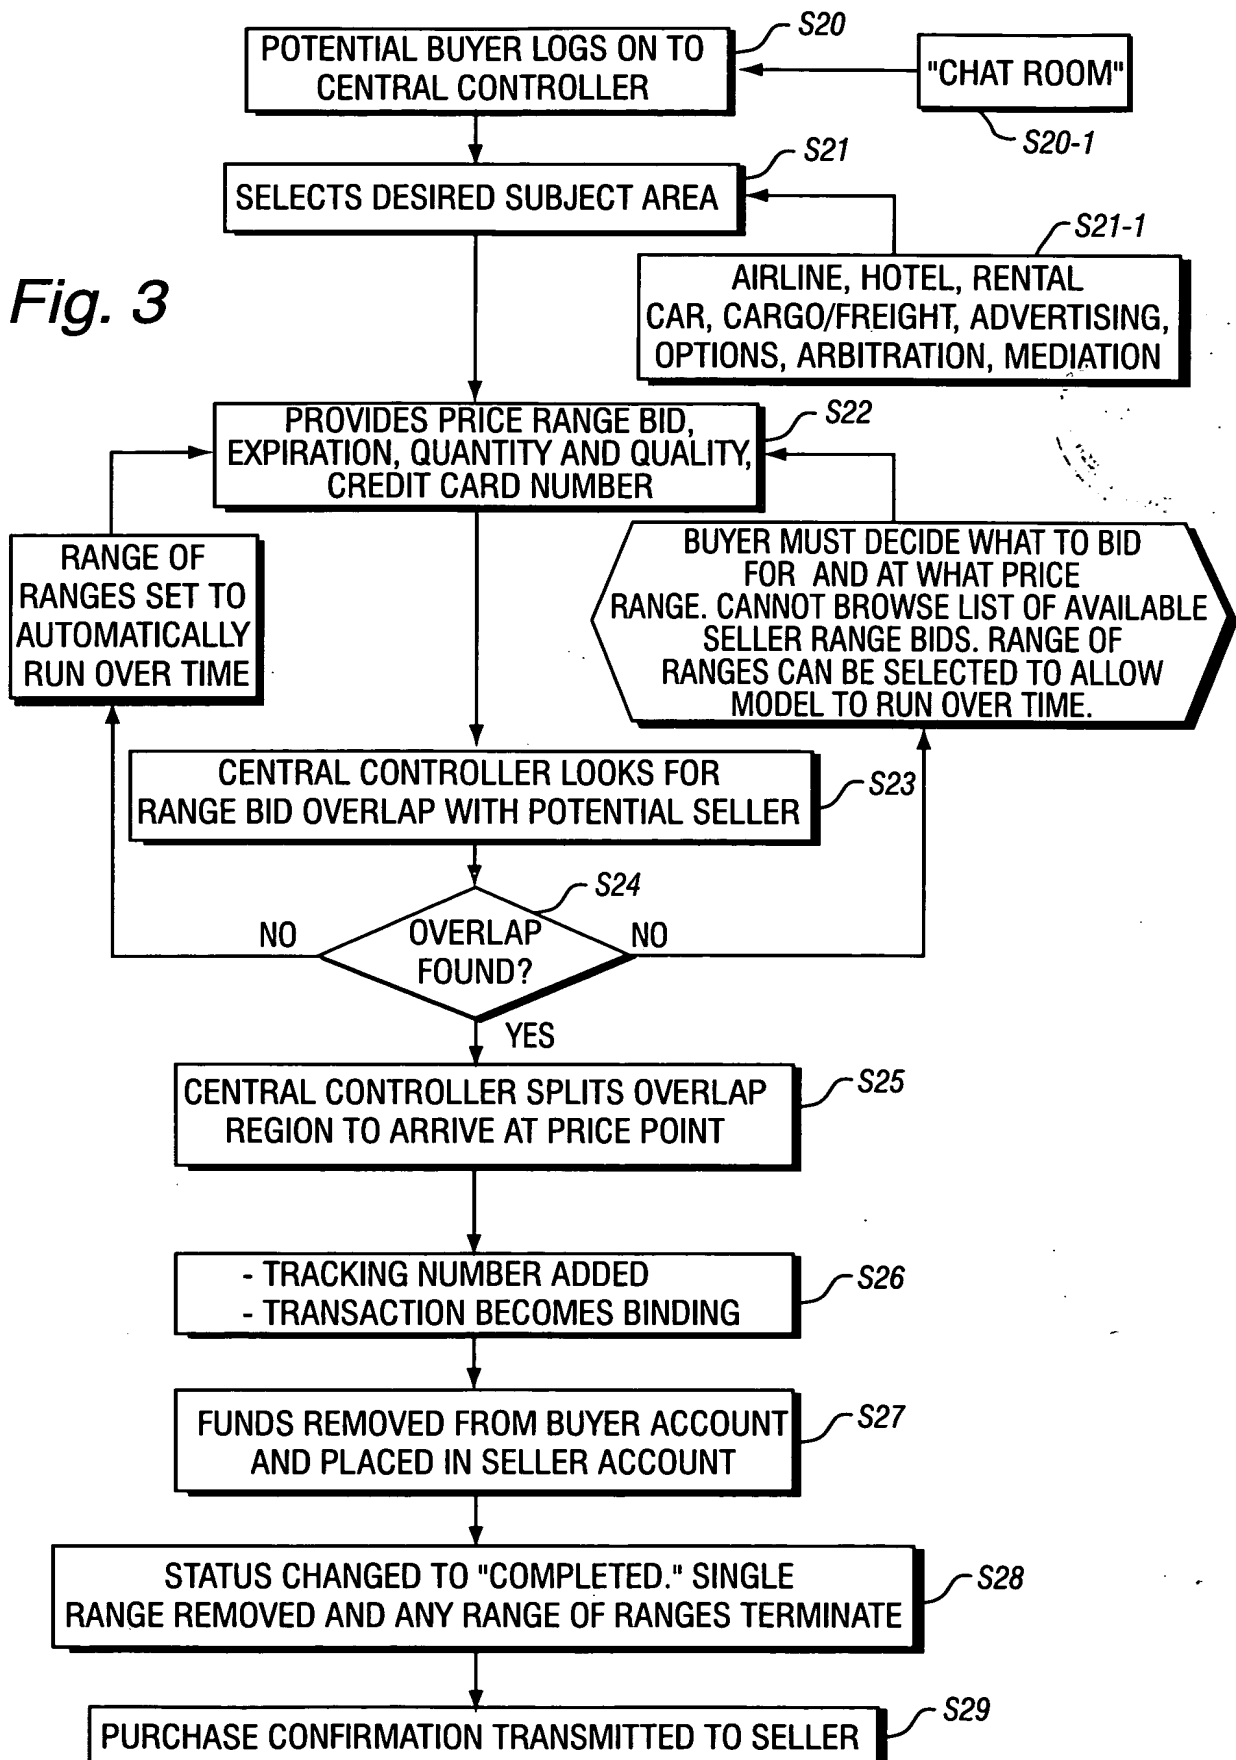 POTENTIAL BUYER LOGS ON TO
CENTRAL CONTROLLER
S20
"CHAT ROOM"
S20-1
SELECTS DESIRED SUBJECT AREA
S21
S21-1
AIRLINE, HOTEL, RENTAL
CAR, CARGO/FREIGHT, ADVERTISING,
OPTIONS, ARBITRATION, MEDIATION
Fig. 3
PROVIDES PRICE RANGE BID,
EXPIRATION, QUANTITY AND QUALITY,
CREDIT CARD NUMBER
S22
RANGE OF
RANGES SET TO
AUTOMATICALLY
RUN OVER TIME
BUYER MUST DECIDE WHAT TO BID
FOR AND AT WHAT PRICE
RANGE. CANNOT BROWSE LIST OF AVAILABLE
SELLER RANGE BIDS. RANGE OF
RANGES CAN BE SELECTED TO ALLOW
MODEL TO RUN OVER TIME.
CENTRAL CONTROLLER LOOKS FOR
RANGE BID OVERLAP WITH POTENTIAL SELLER
S23
S24
NO
OVERLAP
FOUND?
NO
YES
CENTRAL CONTROLLER SPLITS OVERLAP
REGION TO ARRIVE AT PRICE POINT
S25
- TRACKING NUMBER ADDED
- TRANSACTION BECOMES BINDING
S26
FUNDS REMOVED FROM BUYER ACCOUNT
AND PLACED IN SELLER ACCOUNT
S27
STATUS CHANGED TO "COMPLETED." SINGLE
RANGE REMOVED AND ANY RANGE OF RANGES TERMINATE
S28
PURCHASE CONFIRMATION TRANSMITTED TO SELLER
S29